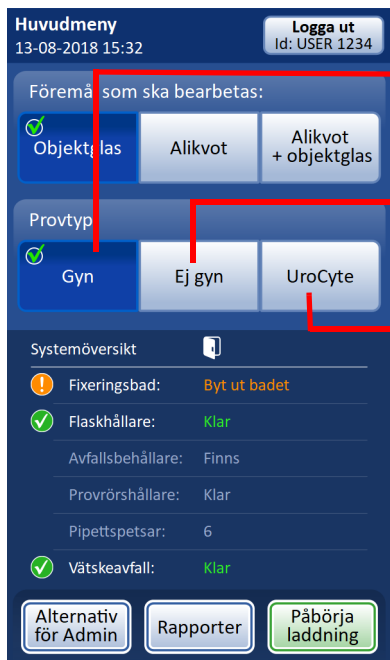 Huvudmeny
13-08-2018 15:32
Logga ut
Id: USER 1234
Föremål som ska bearbetas:
Objektglas
Alikvot
Alikvot
+ objektglas
Provtyp
Gyn
Ej gyn
UroCyte
Systemöversikt
Fixeringsbad: Byt ut badet
Flaskhållare: Klar
Avfallsbehållare: Finns
Provrörshållare: Klar
Pipettspetsar: 6
Vätskeavfall: Klar
Alternativ
för Admin
Rapporter
Påbörja
laddning